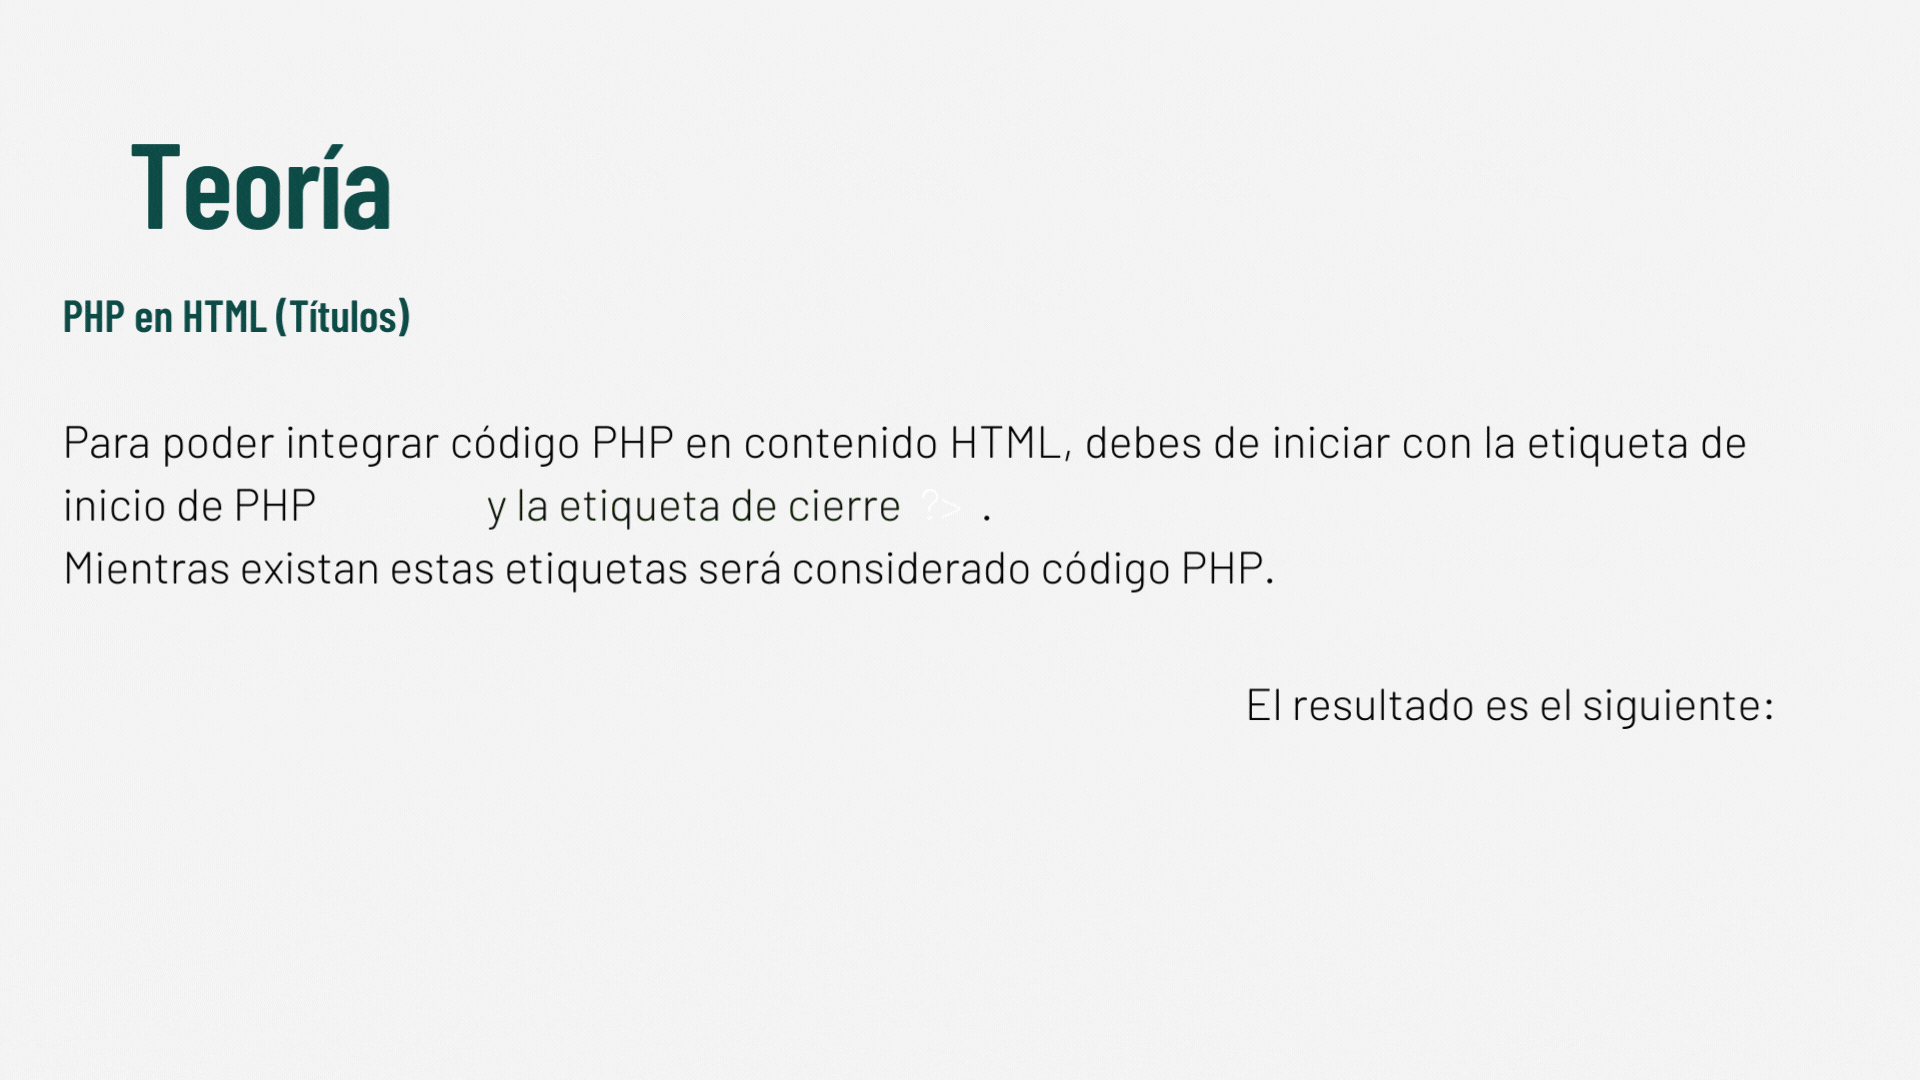 Teoría
PHP en HTML (Títulos)
Para poder integrar código PHP en contenido HTML, debes de iniciar con la etiqueta de
inicio de PHP y la etiqueta de cierre ?> .
Mientras existan estas etiquetas será considerado código PHP.
El resultado es el siguiente: